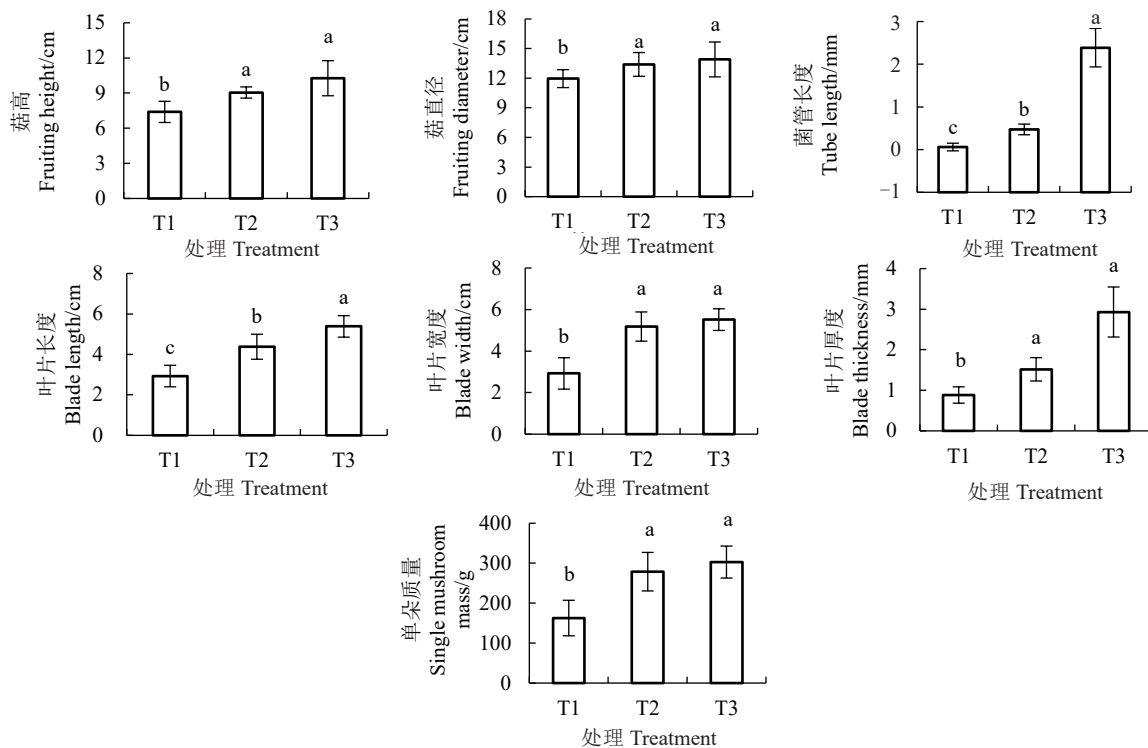 菇高
Fruiting height/cm
15
12
9
6
3
0
b
a
a
T1
T2
T3
处理 Treatment
菇直径
Fruiting diameter/cm
18
15
12
9
6
3
0
b
a
a
T1
T2
T3
处理 Treatment
菌管长度
Tube length/mm
3
2
1
0
−1
c
b
a
T1
T2
T3
处理 Treatment
叶片长度
Blade length/cm
8
6
4
2
0
c
b
a
T1
T2
T3
处理 Treatment
叶片宽度
Blade width/cm
8
6
4
2
0
b
a
a
T1
T2
T3
处理 Treatment
叶片厚度
Blade thickness/mm
4
3
2
1
0
b
a
a
T1
T2
T3
处理 Treatment
单朵质量
Single mushroom
mass/g
400
300
200
100
0
b
a
a
T1
T2
T3
处理 Treatment